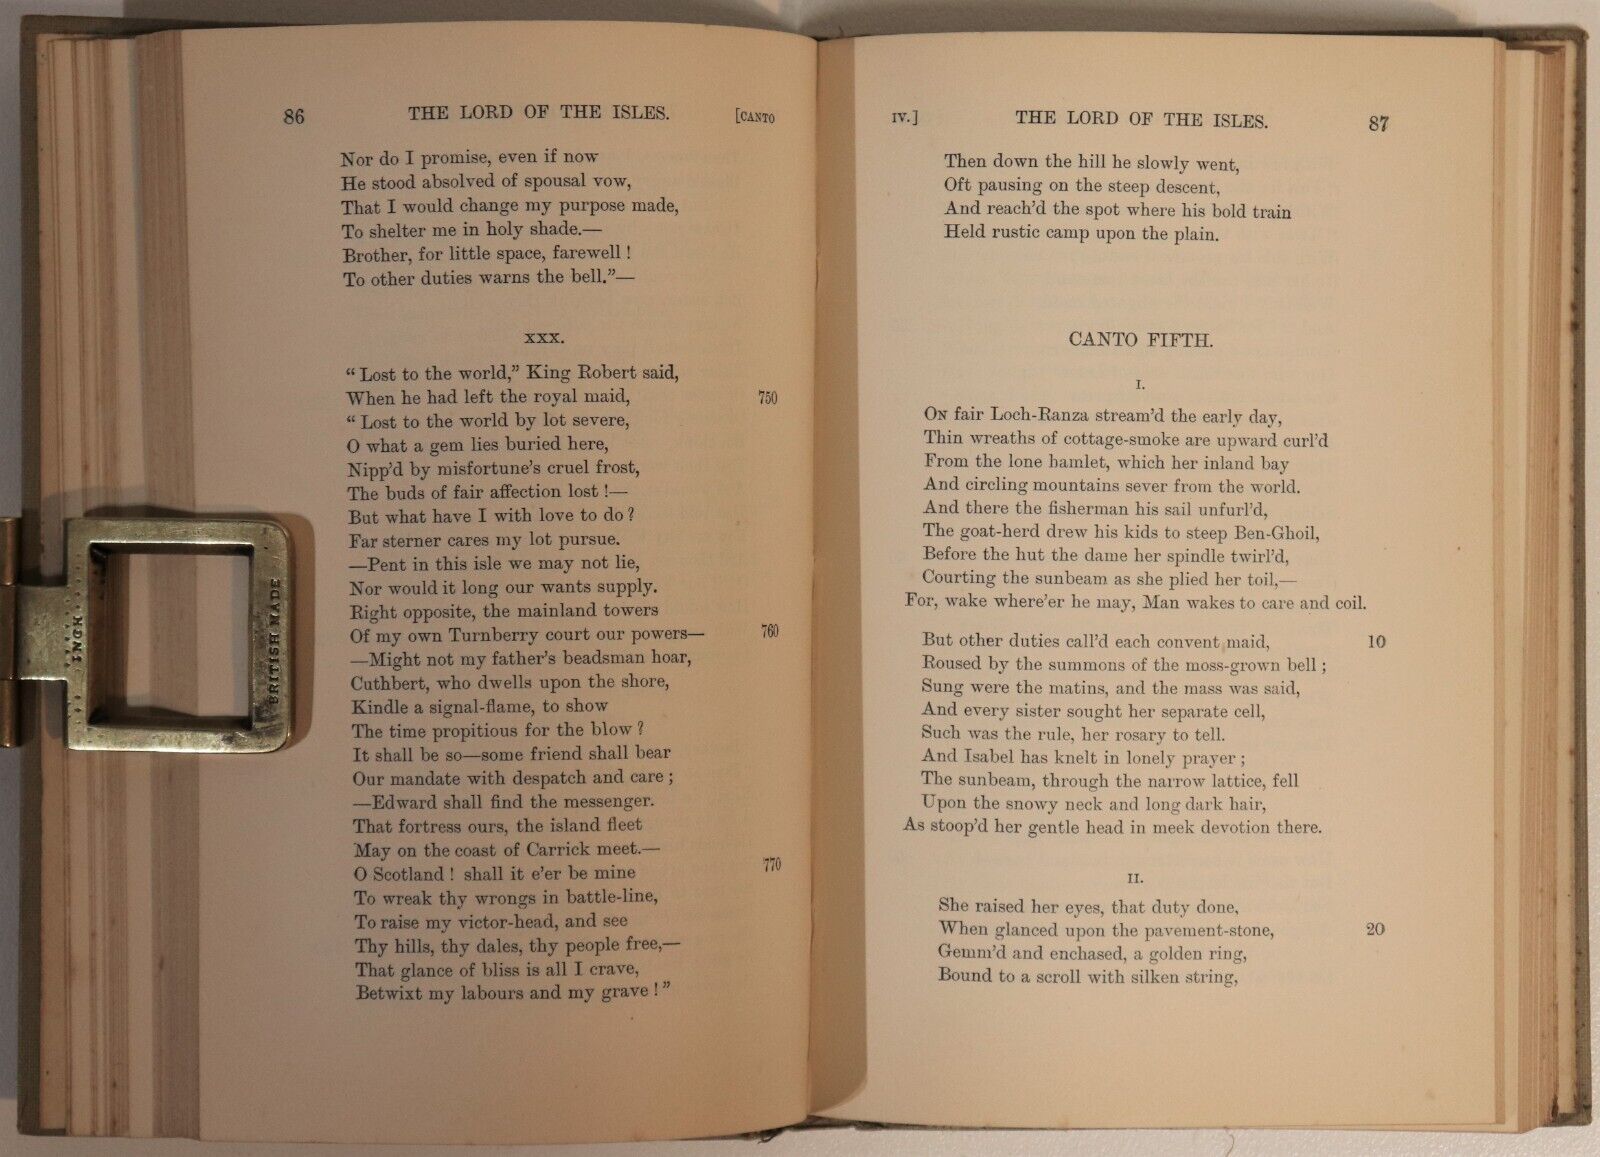 86 THE LORD OF THE ISLES. [CANTO
Nor do I promise, even if now
He stood absolved of spousal vow,
That I would change my purpose made,
To shelter me in holy shade.—
Brother, for little space, farewell!
To other duties warns the bell."—
XXX.
"Lost to the world," King Robert said,
When he had left the royal maid, 750
"Lost to the world by lot severe,
O what a gem lies buried here,
Nipp'd by misfortune's cruel frost,
The buds of fair affection lost!—
But what have I with love to do?
Far sterner cares my lot pursue.
—Pent in this isle we may not lie,
Nor would it long our wants supply.
Right opposite, the mainland towers
Of my own Turnberry court our powers— 760
—Might not my father's beadsman hoar,
Cuthbert, who dwells upon the shore,
Kindle a signal-flame, to show
The time propitious for the blow?
It shall be so—some friend shall bear
Our mandate with despatch and care;
—Edward shall find the messenger.
That fortress ours, the island fleet
May on the coast of Carrick meet.—
O Scotland! shall it e'er be mine 770
To wreak thy wrongs in battle-line,
To raise my victor-head, and see
Thy hills, thy dales, thy people free,—
That glance of bliss is all I crave,
Betwixt my labours and my grave!"
INCH
BRITISH MADE
IV.] THE LORD OF THE ISLES. 87
Then down the hill he slowly went,
Oft pausing on the steep descent,
And reach'd the spot where his bold train
Held rustic camp upon the plain.
CANTO FIFTH.
I.
ON fair Loch-Ranza stream'd the early day,
Thin wreaths of cottage-smoke are upward curl'd
From the lone hamlet, which her inland bay
And circling mountains sever from the world.
And there the fisherman his sail unfurl'd,
The goat-herd drew his kids to steep Ben-Ghoil,
Before the hut the dame her spindle twirl'd,
Courting the sunbeam as she plied her toil,—
For, wake where'er he may, Man wakes to care and coil.
But other duties call'd each convent maid, 10
Roused by the summons of the moss-grown bell;
Sung were the matins, and the mass was said,
And every sister sought her separate cell,
Such was the rule, her rosary to tell.
And Isabel has knelt in lonely prayer;
The sunbeam, through the narrow lattice, fell
Upon the snowy neck and long dark hair,
As stoop'd her gentle head in meek devotion there.
II.
She raised her eyes, that duty done,
When glanced upon the pavement-stone, 20
Gemm'd and enchased, a golden ring,
Bound to a scroll with silken string,